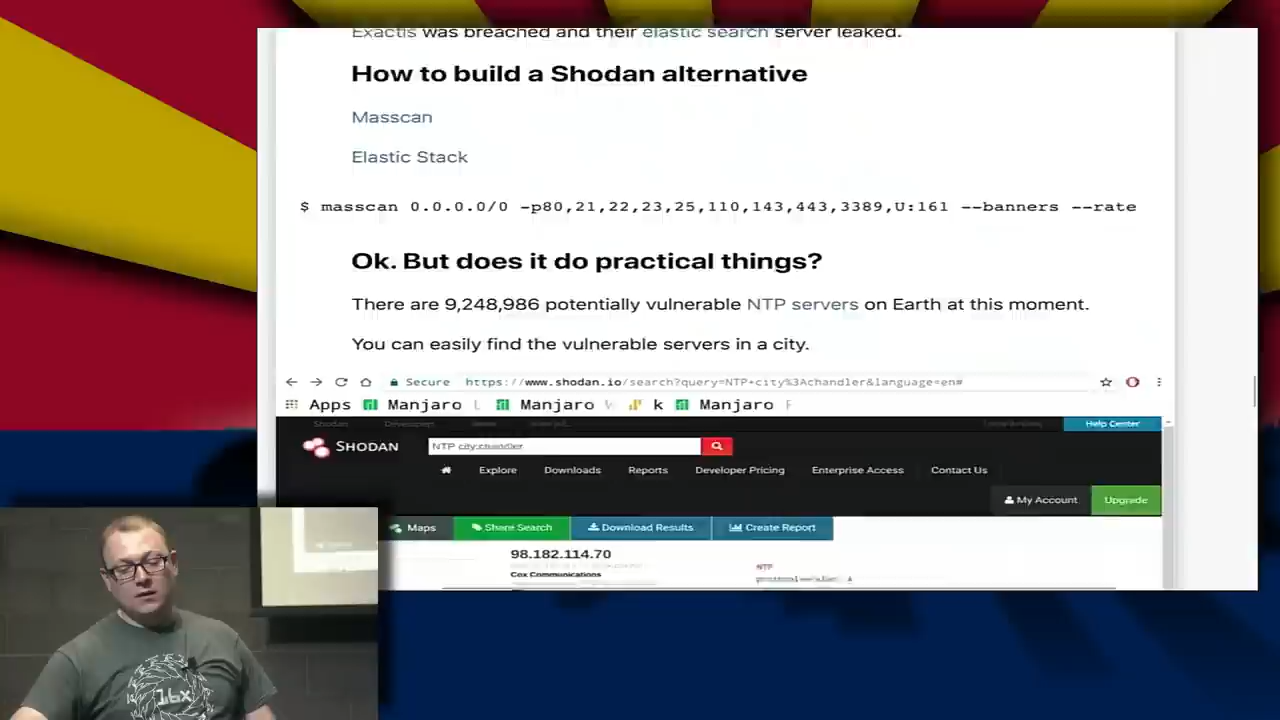 Exactis was breached and their elastic search server leaked.
How to build a Shodan alternative
Masscan
Elastic Stack
$ masscan 0.0.0.0/0 -p80,21,22,23,25,110,143,443,3389,U:161 --banners --rate
Ok. But does it do practical things?
There are 9,248,986 potentially vulnerable NTP servers on Earth at this moment.
You can easily find the vulnerable servers in a city.
Secure https://www.shodan.io/search?query=NTP+city%3Achandler&language=en#
Apps Manjaro Manjaro k Manjaro
Shodan Developers Help Center
SHODAN NTP city:chandler
Explore Downloads Reports Developer Pricing Enterprise Access Contact Us
My Account Upgrade
Maps Share Search Download Results Create Report
98.182.114.70
Cox Communications
NTP
16x